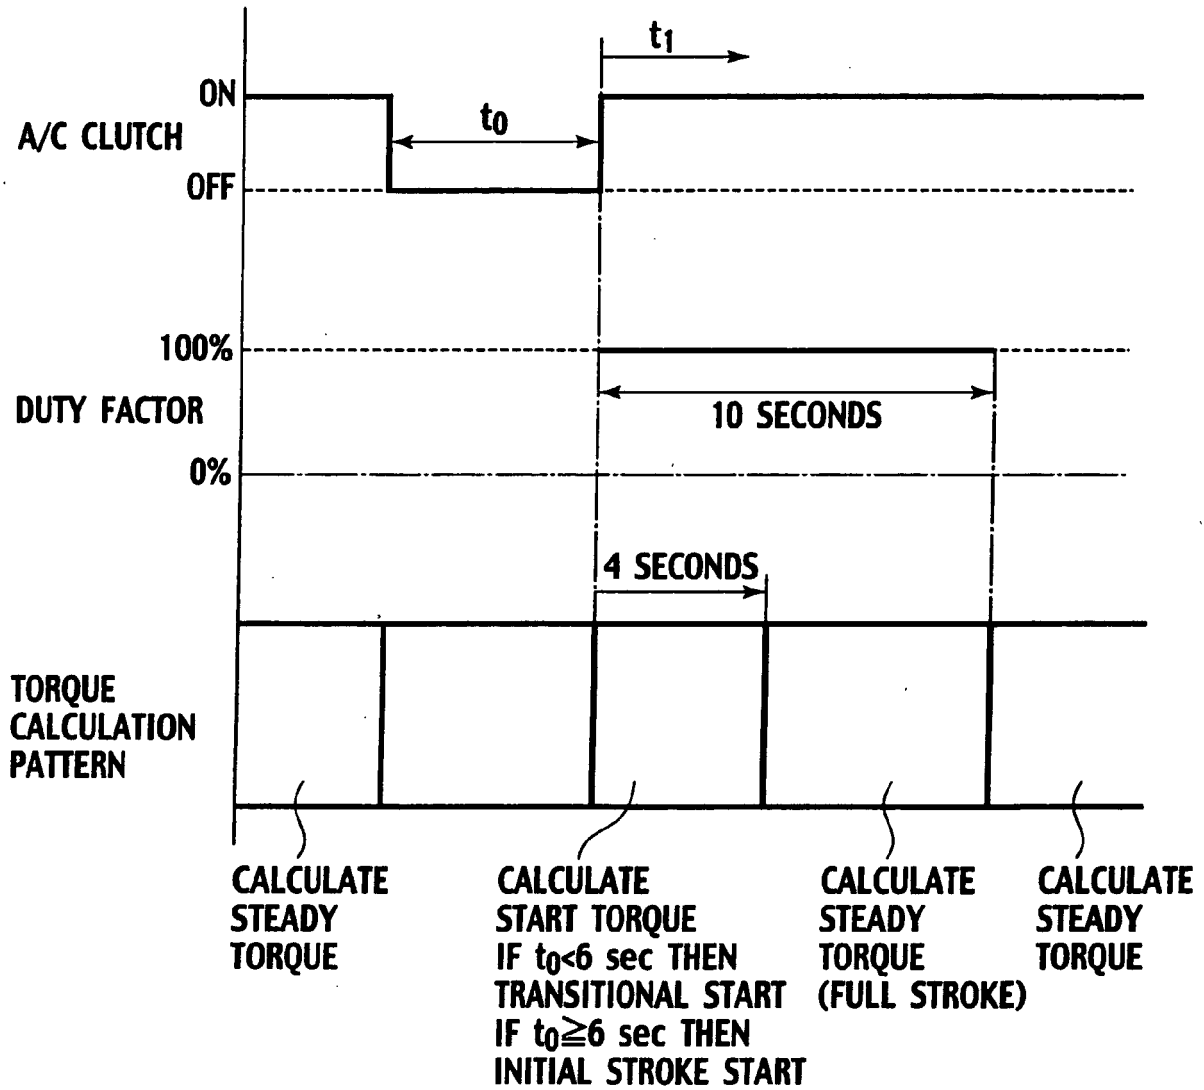 t1
ON
A/C CLUTCH
t0
OFF
100%
DUTY FACTOR
10 SECONDS
0%
4 SECONDS
TORQUE
CALCULATION
PATTERN
CALCULATE
STEADY
TORQUE
CALCULATE
START TORQUE
IF t0<6 sec THEN
TRANSITIONAL START
IF t0≧6 sec THEN
INITIAL STROKE START
CALCULATE
STEADY
TORQUE
(FULL STROKE)
CALCULATE
STEADY
TORQUE